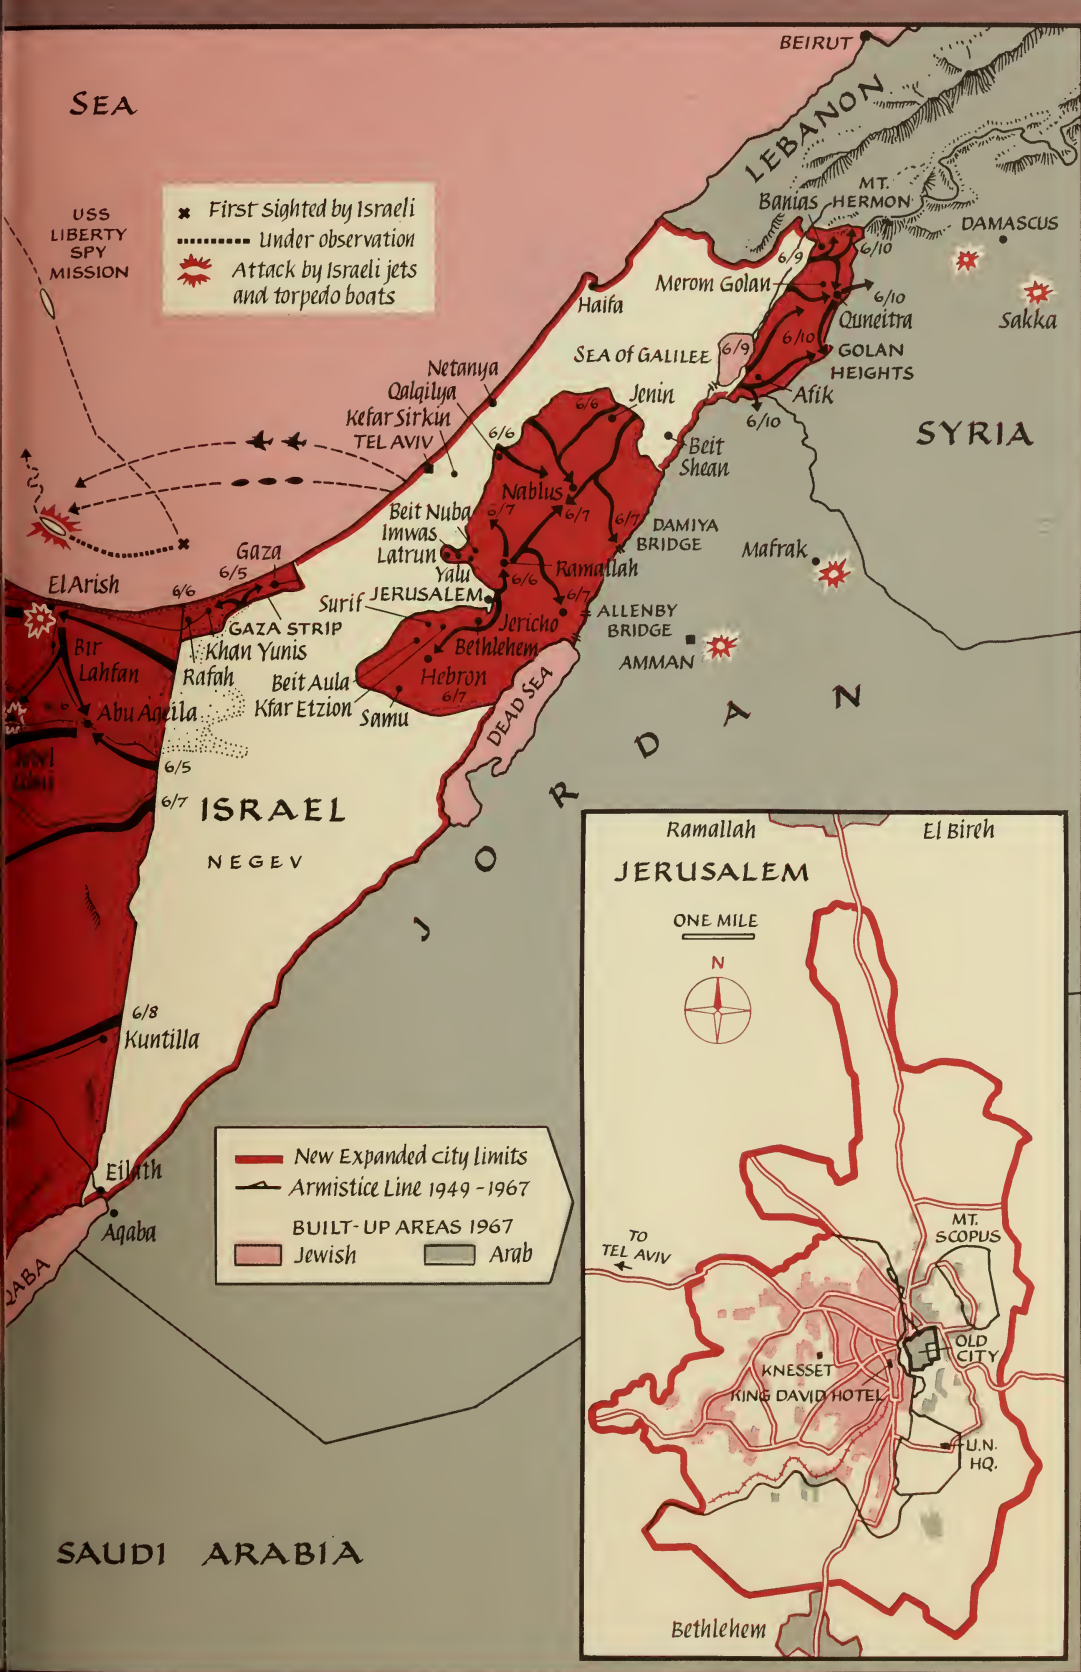 BEIRUT
SEA
LEBANON
USS
LIBERTY
SPY
MISSION
First sighted by Israeli
Under observation
Attack by Israeli jets
and torpedo boats
MT.
HERMON
Banias
DAMASCUS
6/10
6/9
Merom Golan
6/10
Haifa
Quneitra
Sakka
6/10
SEA of GALILEE
6/9
GOLAN
HEIGHTS
Netanya
Qalqilya
Kefar Sirkin
TEL AVIV
Jenin
Afik
6/6
6/10
6/6
SYRIA
Beit
Shean
Nablus
Beit Nuba
6/7
6/7
6/7
DAMIYA
BRIDGE
Imwas
Latrun
Mafrak
Gaza
6/5
Yalu
Ramallah
El Arish
6/6
6/6
Surif
JERUSALEM
6/7
ALLENBY
BRIDGE
Jericho
GAZA STRIP
Bethlehem
AMMAN
Bir
Lahfan
Khan Yunis
Rafah
Beit Aula
Hebron
6/7
Kfar Etzion
Samu
DEAD SEA
Abu Ageila
JORDAN
6/5
6/7
ISRAEL
NEGEV
6/8
Kuntilla
Eilath
Aqaba
QABA
SAUDI ARABIA
New Expanded city limits
Armistice Line 1949-1967
BUILT-UP AREAS 1967
Jewish
Arab
Ramallah
El Bireh
JERUSALEM
ONE MILE
N
MT.
SCOPUS
TO
TEL AVIV
OLD
CITY
KNESSET
KING DAVID HOTEL
U.N.
HQ.
Bethlehem